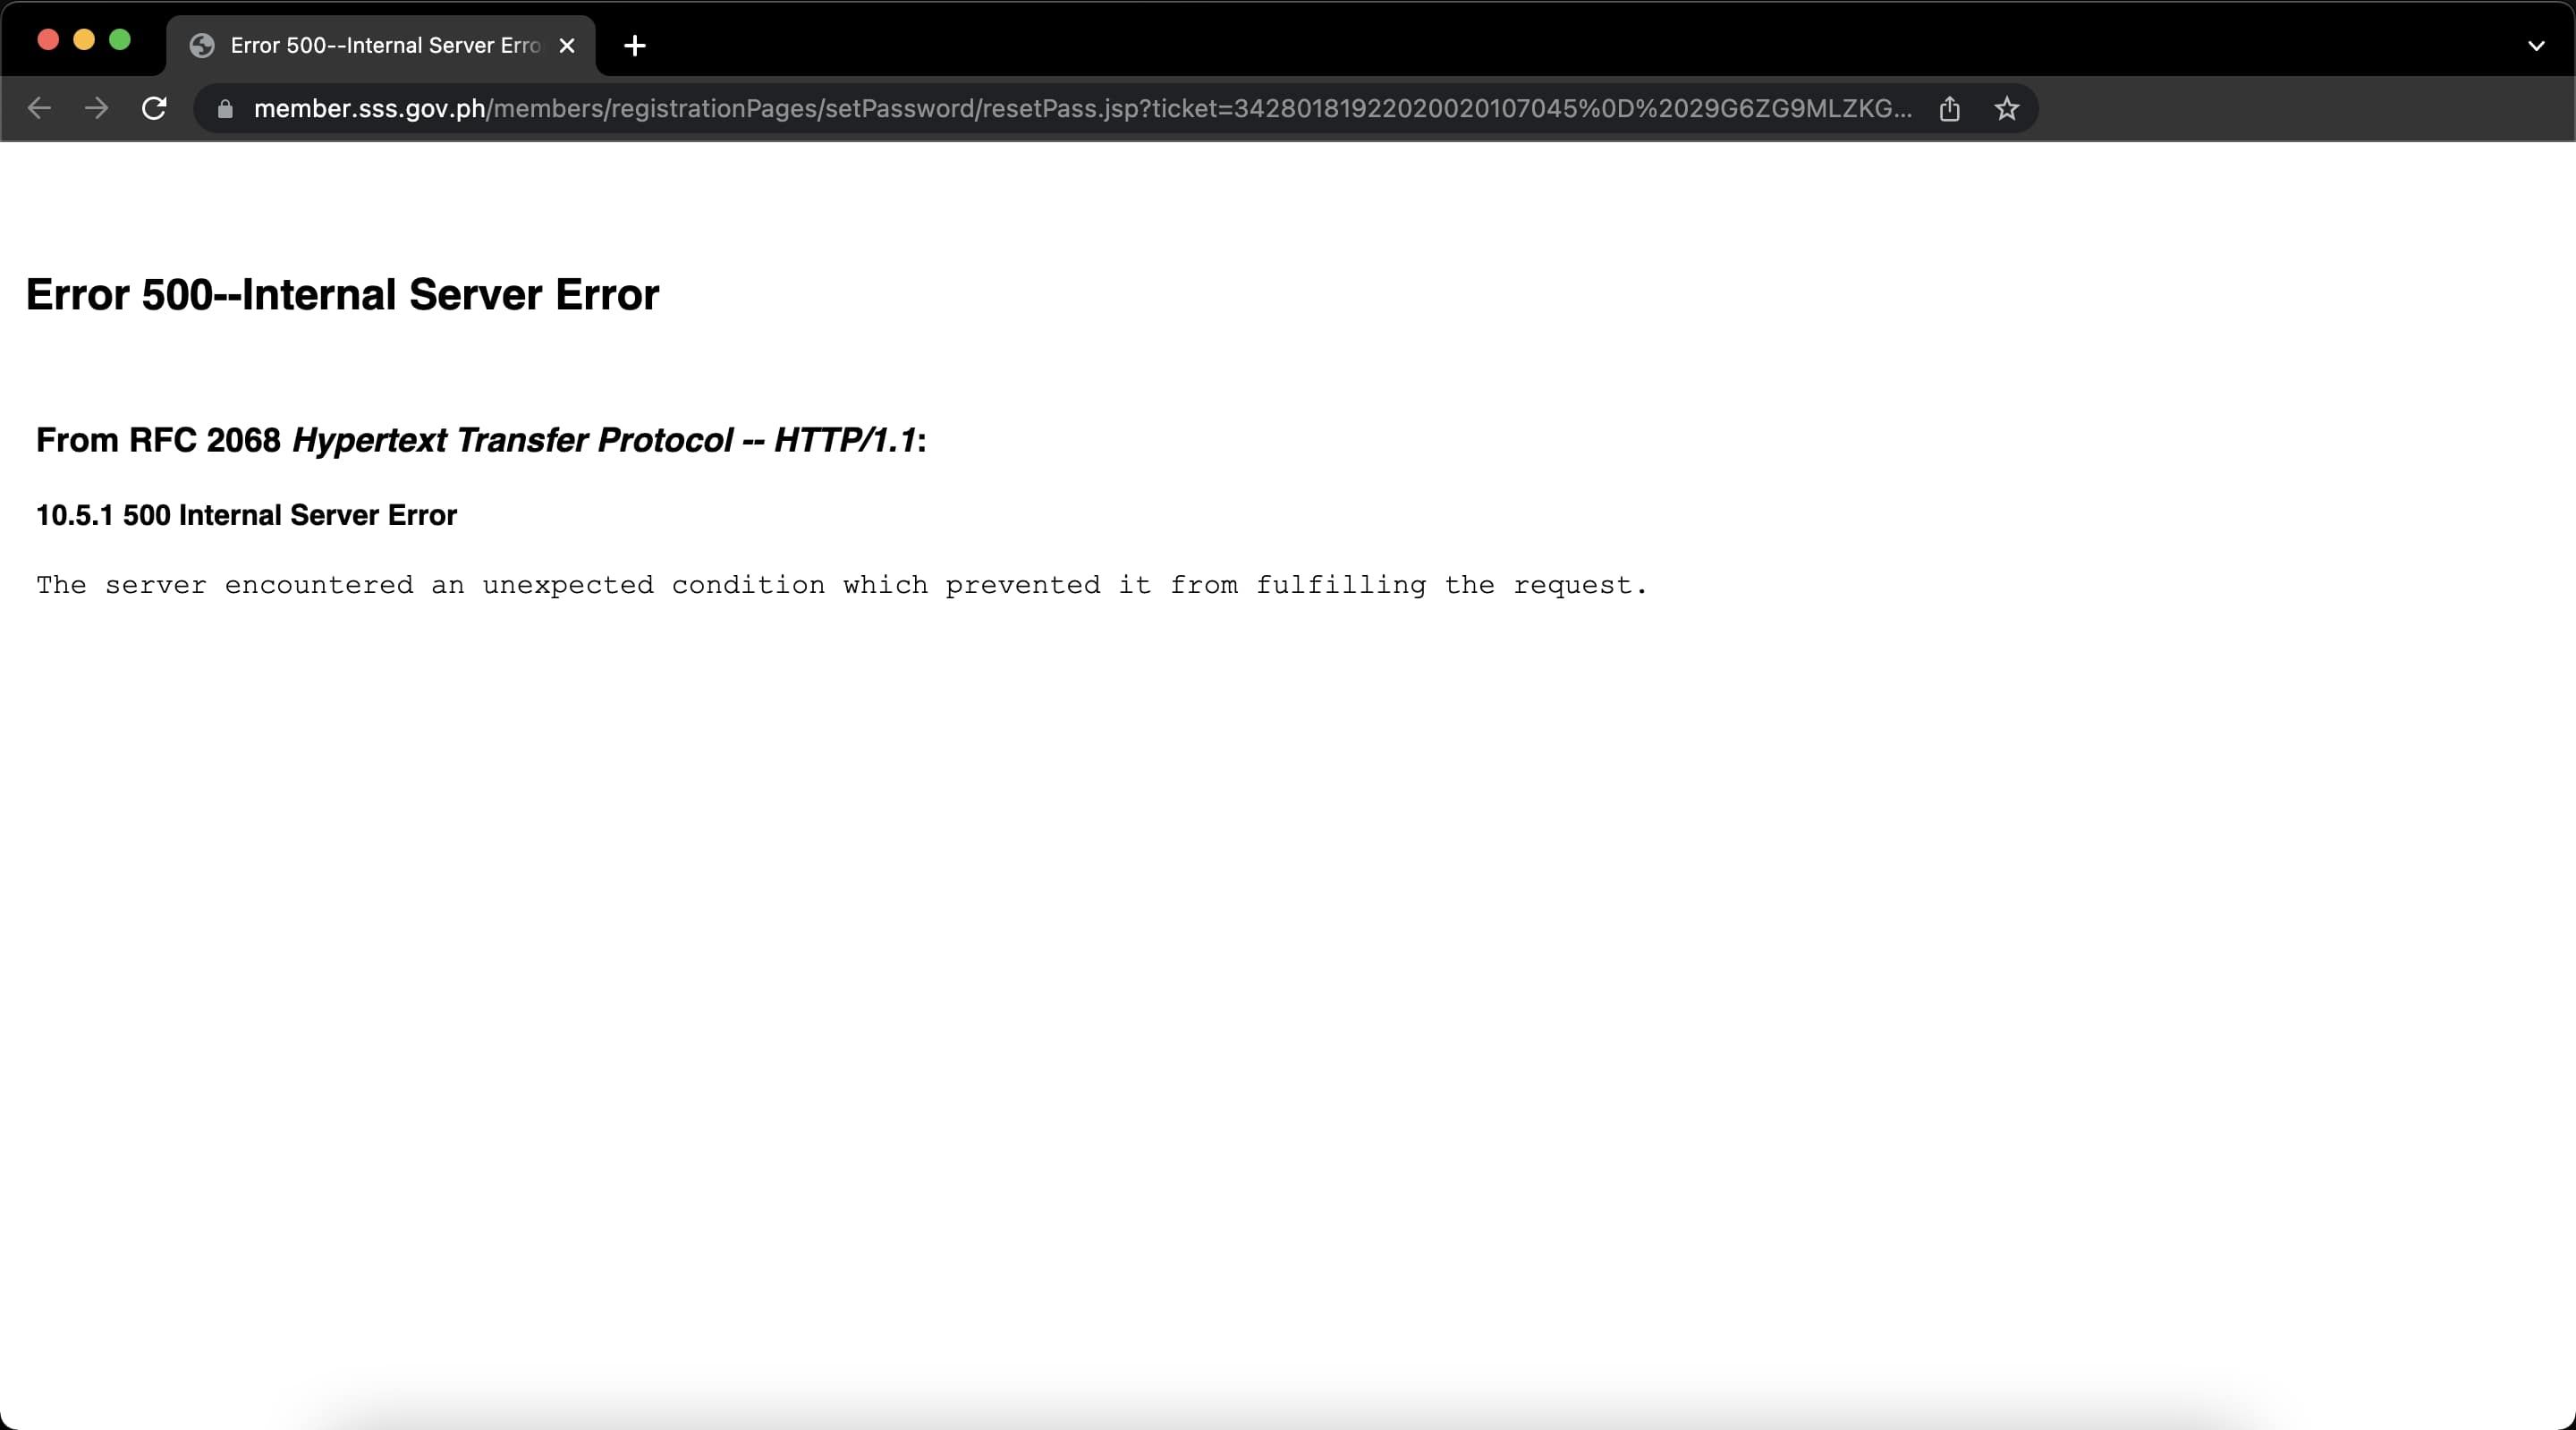 Error 500--Internal Server Erro
member.sss.gov.ph/members/registrationPages/setPassword/resetPass.jsp?ticket=34280181922020020107045%0D%2029G6ZG9MLZKG...
Error 500--Internal Server Error
From RFC 2068 Hypertext Transfer Protocol -- HTTP/1.1:
10.5.1 500 Internal Server Error
The server encountered an unexpected condition which prevented it from fulfilling the request.